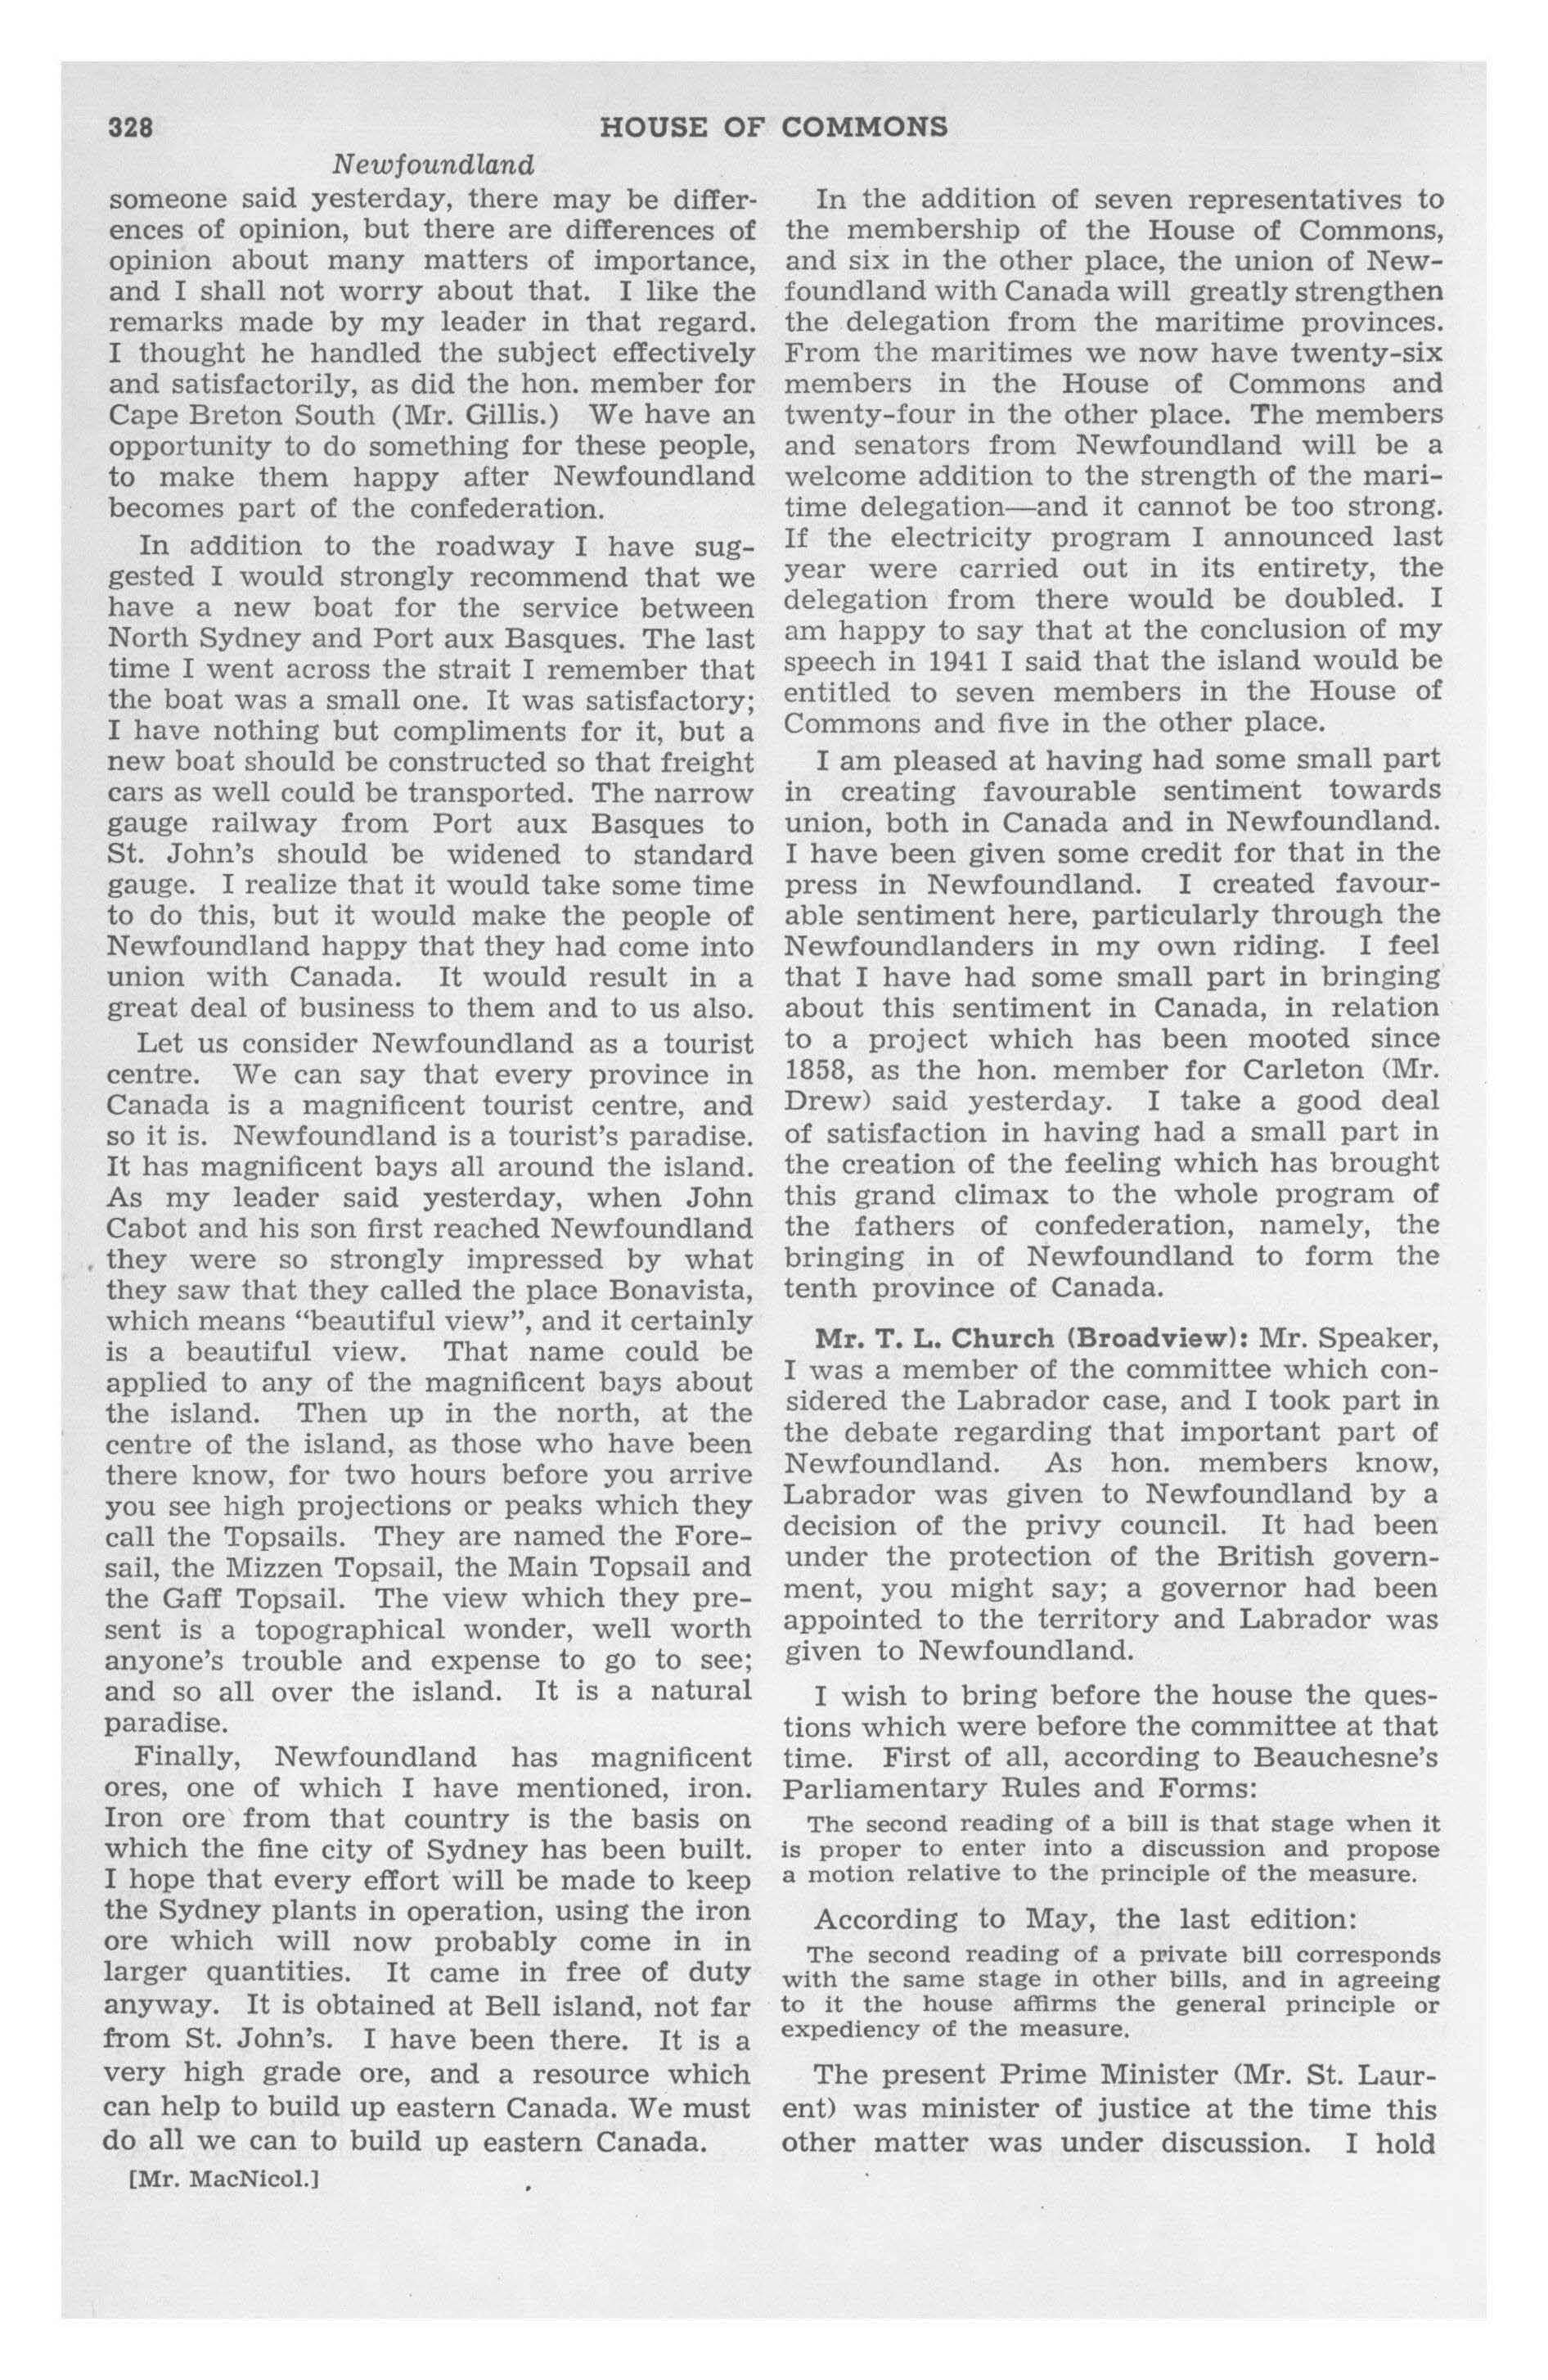 328
HOUSE OF COMMONS
Newfoundland
someone said yesterday, there may be differ-
ences of opinion, but there are differences of
opinion about many matters of importance,
and I shall not worry about that. I like the
remarks made by my leader in that regard.
I thought he handled the subject effectively
and satisfactorily, as did the hon. member for
Cape Breton South (Mr. Gillis.) We have an
opportunity to do something for these people,
to make them happy after Newfoundland
becomes part of the confederation.
In addition to the roadway I have sug-
gested I would strongly recommend that we
have a new boat for the service between
North Sydney and Port aux Basques. The last
time I went across the strait I remember that
the boat was a small one. It was satisfactory;
I have nothing but compliments for it, but a
new boat should be constructed so that freight
cars as well could be transported. The narrow
gauge railway from Port aux Basques to
St. John's should be widened to standard
gauge. I realize that it would take some time
to do this, but it would make the people of
Newfoundland happy that they had come into
union with Canada. It would result in a
great deal of business to them and to us also.
Let us consider Newfoundland as a tourist
centre. We can say that every province in
Canada is a magnificent tourist centre, and
so it is. Newfoundland is a tourist's paradise.
It has magnificent bays all around the island.
As my leader said yesterday, when John
Cabot and his son first reached Newfoundland
they were so strongly impressed by what
they saw that they called the place Bonavista,
which means "beautiful view", and it certainly
is a beautiful view. That name could be
applied to any of the magnificent bays about
the island. Then up in the north, at the
centre of the island, as those who have been
there know, for two hours before you arrive
you see high projections or peaks which they
call the Topsails. They are named the Fore-
sail, the Mizzen Topsail, the Main Topsail and
the Gaff Topsail. The view which they pre-
sent is a topographical wonder, well worth
anyone's trouble and expense to go to see;
and so all over the island. It is a natural
paradise.
Finally, Newfoundland has magnificent
ores, one of which I have mentioned, iron.
Iron ore from that country is the basis on
which the fine city of Sydney has been built.
I hope that every effort will be made to keep
the Sydney plants in operation, using the iron
ore which will now probably come in in
larger quantities. It came in free of duty
anyway. It is obtained at Bell island, not far
from St. John's. I have been there. It is a
very high grade ore, and a resource which
can help to build up eastern Canada. We must
do all we can to build up eastern Canada.
[Mr. MacNicol.]
In the addition of seven representatives to
the membership of the House of Commons,
and six in the other place, the union of New-
foundland with Canada will greatly strengthen
the delegation from the maritime provinces.
From the maritimes we now have twenty-six
members in the House of Commons and
twenty-four in the other place. The members
and senators from Newfoundland will be a
welcome addition to the strength of the mari-
time delegation—and it cannot be too strong.
If the electricity program I announced last
year were carried out in its entirety, the
delegation from there would be doubled. I
am happy to say that at the conclusion of my
speech in 1941 I said that the island would be
entitled to seven members in the House of
Commons and five in the other place.
I am pleased at having had some small part
in creating favourable sentiment towards
union, both in Canada and in Newfoundland.
I have been given some credit for that in the
press in Newfoundland. I created favour-
able sentiment here, particularly through the
Newfoundlanders in my own riding. I feel
that I have had some small part in bringing
about this sentiment in Canada, in relation
to a project which has been mooted since
1858, as the hon. member for Carleton (Mr.
Drew) said yesterday. I take a good deal
of satisfaction in having had a small part in
the creation of the feeling which has brought
this grand climax to the whole program of
the fathers of confederation, namely, the
bringing in of Newfoundland to form the
tenth province of Canada.
Mr. T. L. Church (Broadview): Mr. Speaker,
I was a member of the committee which con-
sidered the Labrador case, and I took part in
the debate regarding that important part of
Newfoundland. As hon. members know,
Labrador was given to Newfoundland by a
decision of the privy council. It had been
under the protection of the British govern-
ment, you might say; a governor had been
appointed to the territory and Labrador was
given to Newfoundland.
I wish to bring before the house the ques-
tions which were before the committee at that
time. First of all, according to Beauchesne's
Parliamentary Rules and Forms:
The second reading of a bill is that stage when it
is proper to enter into a discussion and propose
a motion relative to the principle of the measure.
According to May, the last edition:
The second reading of a private bill corresponds
with the same stage in other bills, and in agreeing
to it the house affirms the general principle or
expediency of the measure.
The present Prime Minister (Mr. St. Laur-
ent) was minister of justice at the time this
other matter was under discussion. I hold